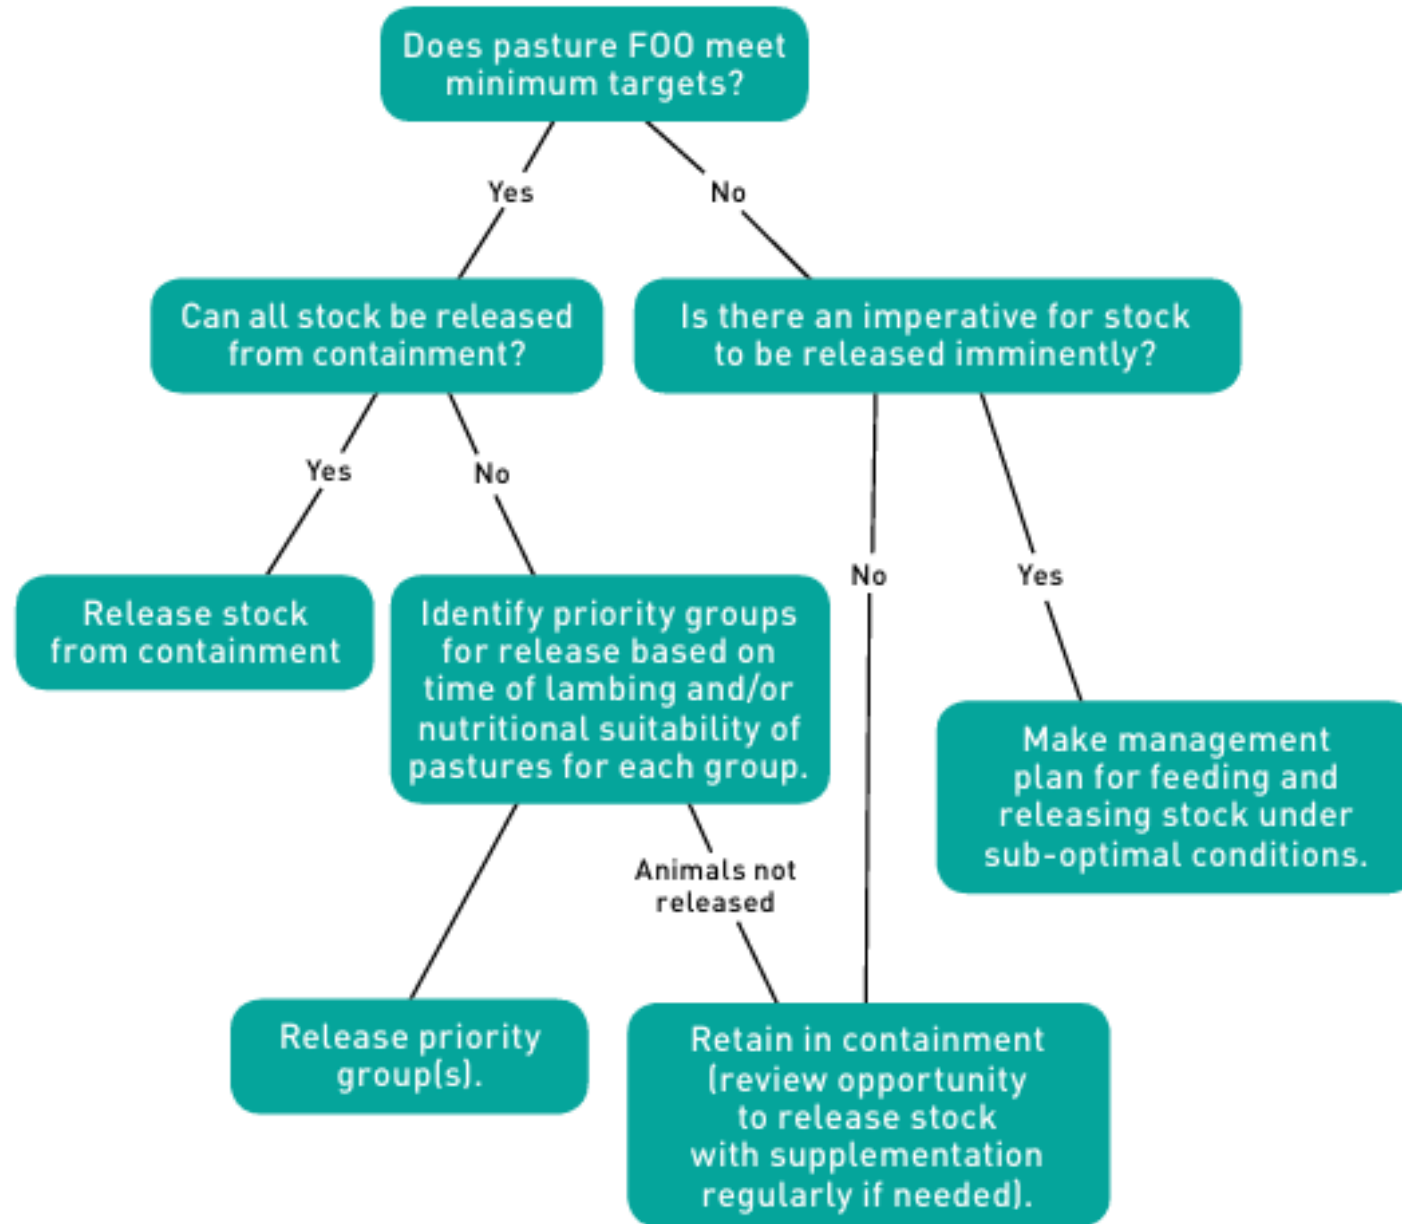 Does pasture FOO meet
minimum targets?
Yes
No
Can all stock be released
from containment?
Is there an imperative for stock
to be released imminently?
Yes
No
No
Yes
Release stock
from containment
Identify priority groups
for release based on
time of lambing and/or
nutritional suitability of
pastures for each group.
Make management
plan for feeding and
releasing stock under
sub-optimal conditions.
Animals not
released
Release priority
group(s).
Retain in containment
(review opportunity
to release stock
with supplementation
regularly if needed).